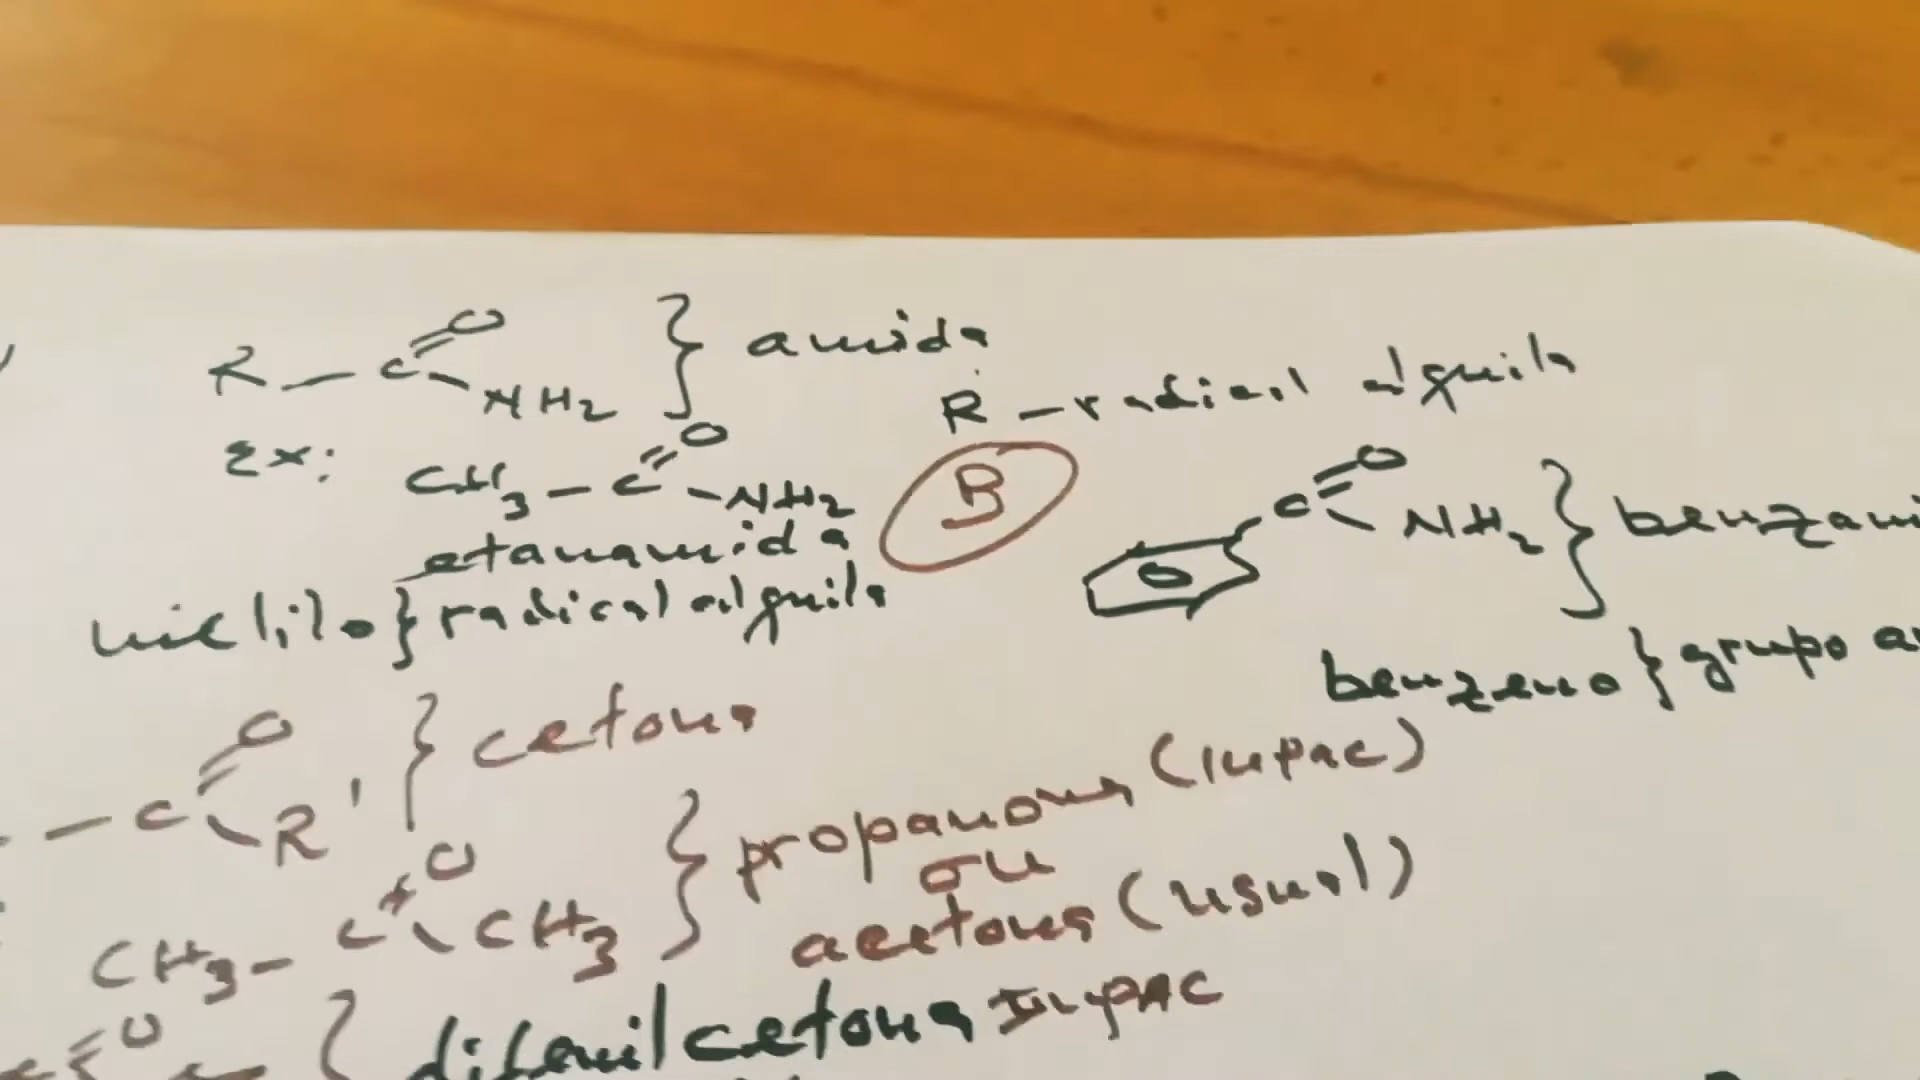 R — C = O NH2 } amida
R — radical alquila
Ex: CH3 — C = O — NH2
B
C = O NH2 } benzami
etanamida
metila } radical alquila
benzeno } grupo a
— C = O R' } cetona
CH3 — C = O CH3 } propanona (IUPAC)
ou
acetona (usual)
O { difenilcetona IUPAC